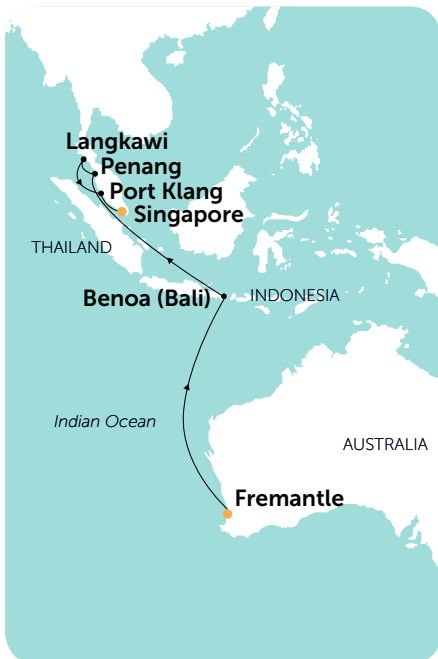 Langkawi
Penang
Port Klang
Singapore
THAILAND
Benoa (Bali)
INDONESIA
Indian Ocean
AUSTRALIA
Fremantle